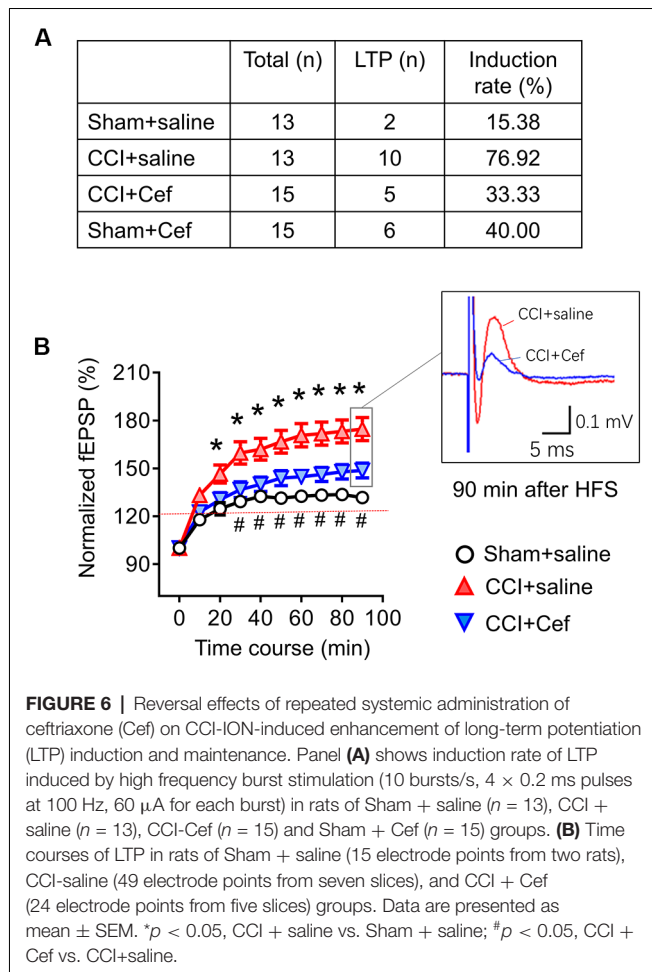 A
Total (n) LTP (n) Induction rate (%)
Sham+saline 13 2 15.38
CCI+saline 13 10 76.92
CCI+Cef 15 5 33.33
Sham+Cef 15 6 40.00
B
Normalized fEPSP (%)
210
180
150
120
90
* * * * * * * *
# # # # # # #
0 20 40 60 80 100
Time course (min)
CCI+saline
CCI+Cef
0.1 mV
5 ms
90 min after HFS
Sham+saline
CCI+saline
CCI+Cef
FIGURE 6 | Reversal effects of repeated systemic administration of
ceftriaxone (Cef) on CCI-ION-induced enhancement of long-term potentiation
(LTP) induction and maintenance. Panel (A) shows induction rate of LTP
induced by high frequency burst stimulation (10 bursts/s, 4 × 0.2 ms pulses
at 100 Hz, 60 μA for each burst) in rats of Sham + saline (n = 13), CCI +
saline (n = 13), CCI-Cef (n = 15) and Sham + Cef (n = 15) groups. (B) Time
courses of LTP in rats of Sham + saline (15 electrode points from two rats),
CCI-saline (49 electrode points from seven slices), and CCI + Cef
(24 electrode points from five slices) groups. Data are presented as
mean ± SEM. *p < 0.05, CCI + saline vs. Sham + saline; #p < 0.05, CCI +
Cef vs. CCI+saline.